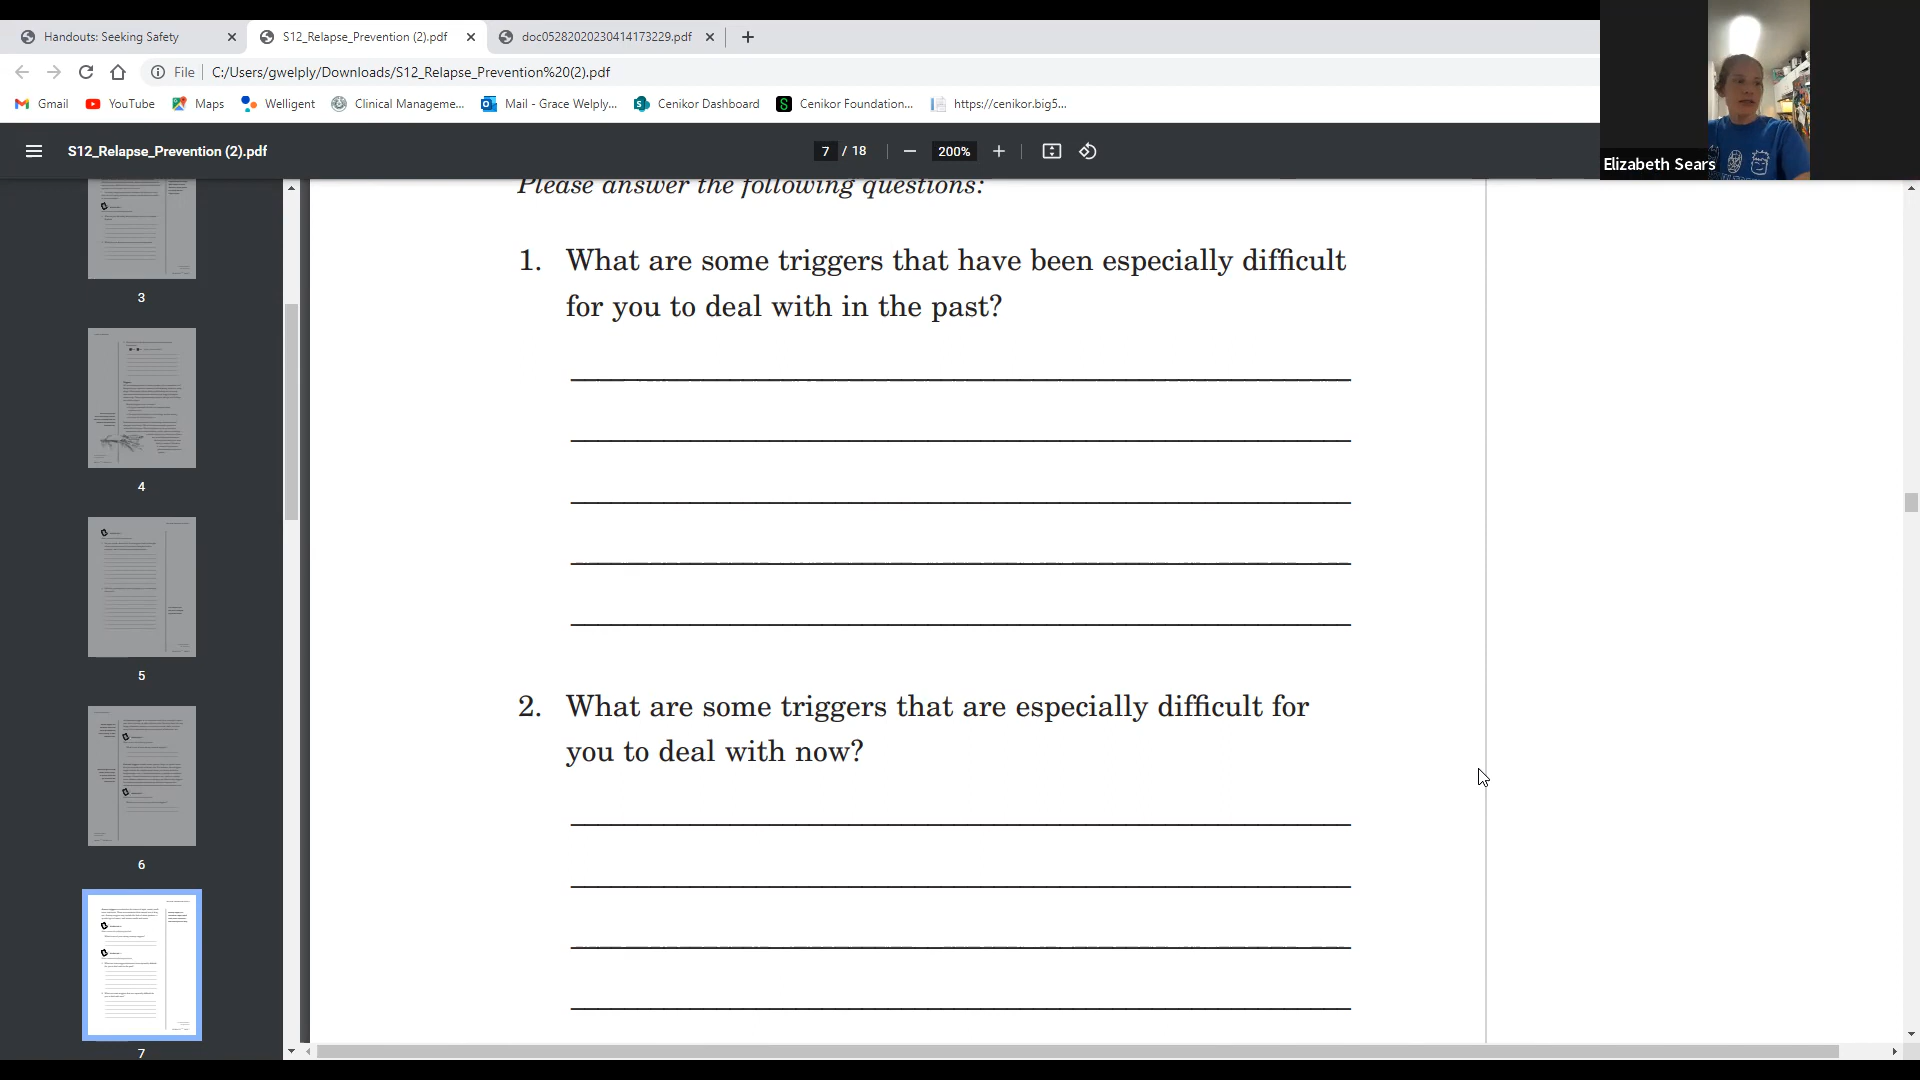 Handouts: Seeking Safety
S12_Relapse_Prevention (2).pdf
doc05282020230414173229.pdf
File
C:/Users/gwelply/Downloads/S12_Relapse_Prevention%20(2).pdf
Gmail
YouTube
Maps
Welligent
Clinical Manageme...
Mail - Grace Welply...
Cenikor Dashboard
Cenikor Foundation...
https://cenikor.big5...
S12_Relapse_Prevention (2).pdf
7 / 18
200%
Elizabeth Sears
Please answer the following questions:
1. What are some triggers that have been especially difficult
for you to deal with in the past?
2. What are some triggers that are especially difficult for
you to deal with now?
3
4
5
6
7